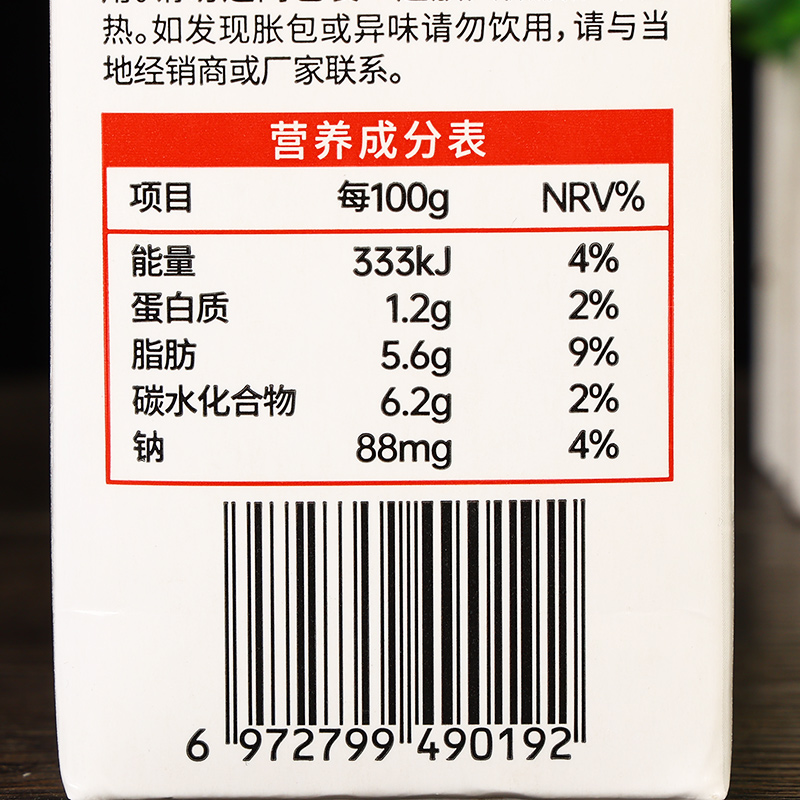 热。如发现胀包或异味请勿饮用，请与当
地经销商或厂家联系。
营养成分表
项目 每100g NRV%
能量 333kJ 4%
蛋白质 1.2g 2%
脂肪 5.6g 9%
碳水化合物 6.2g 2%
钠 88mg 4%
6 972799 490192